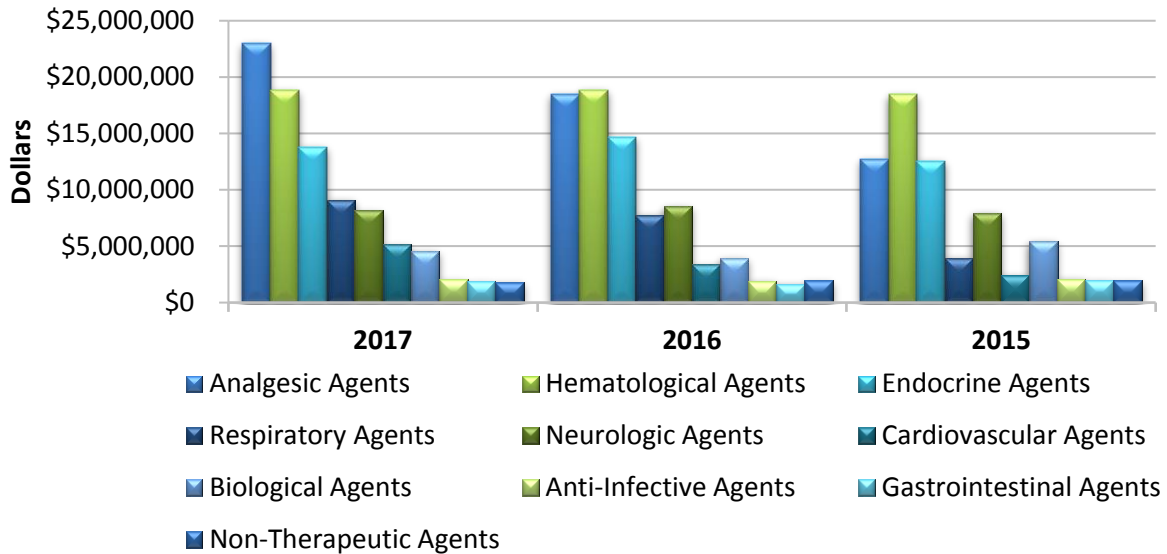 $25,000,000
$20,000,000
$15,000,000
$10,000,000
$5,000,000
$0
Dollars
2017 2016 2015
Analgesic Agents Hematological Agents Endocrine Agents
Respiratory Agents Neurologic Agents Cardiovascular Agents
Biological Agents Anti-Infective Agents Gastrointestinal Agents
Non-Therapeutic Agents